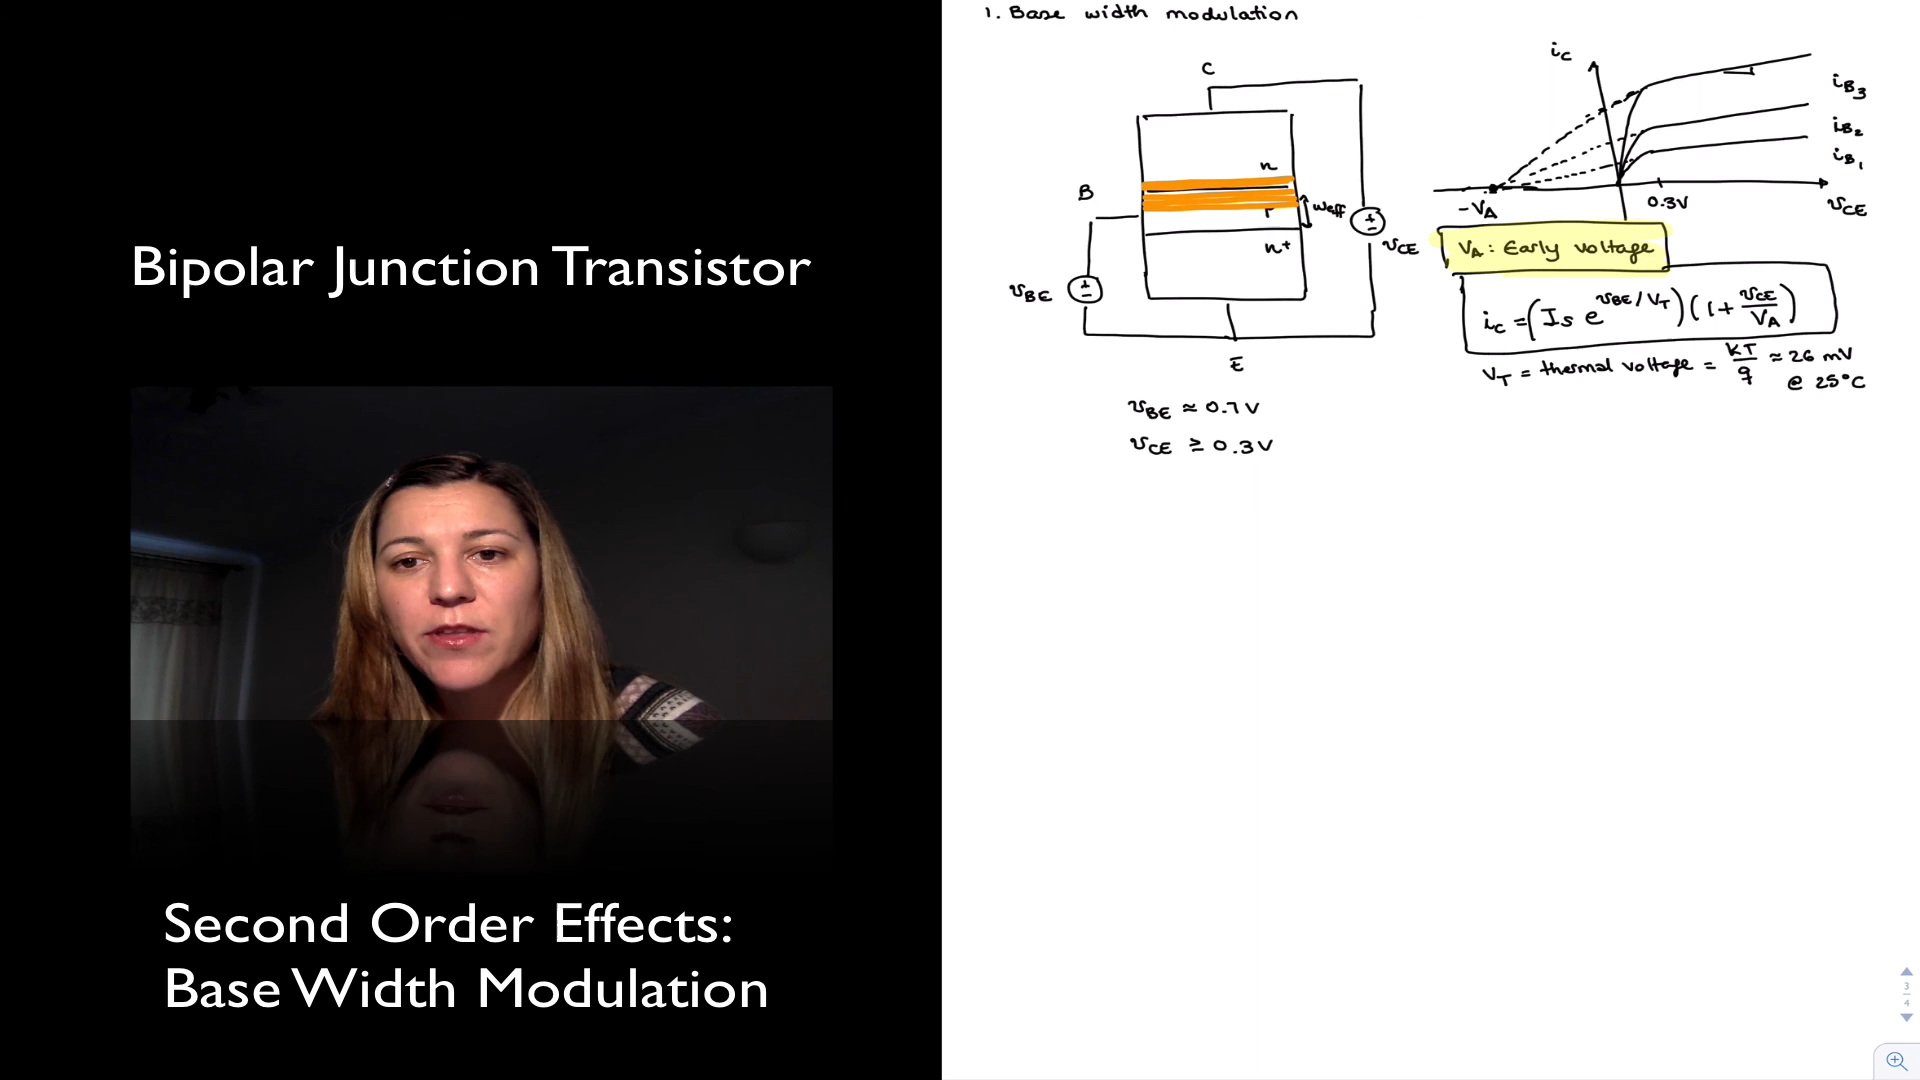 Bipolar Junction Transistor
Second Order Effects:
Base Width Modulation
1. Base width modulation
C
B
n
p
n+
Weff
vBE
vCE
E
vBE ≈ 0.7V
vCE ≥ 0.3V
iC
iB3
iB2
iB1
-VA
0.3V
vCE
VA: Early voltage
iC = (Is e^vBE/VT)(1 + vCE/VA)
VT = thermal voltage = kT/q ≈ 26 mV
@ 25°C
3
4